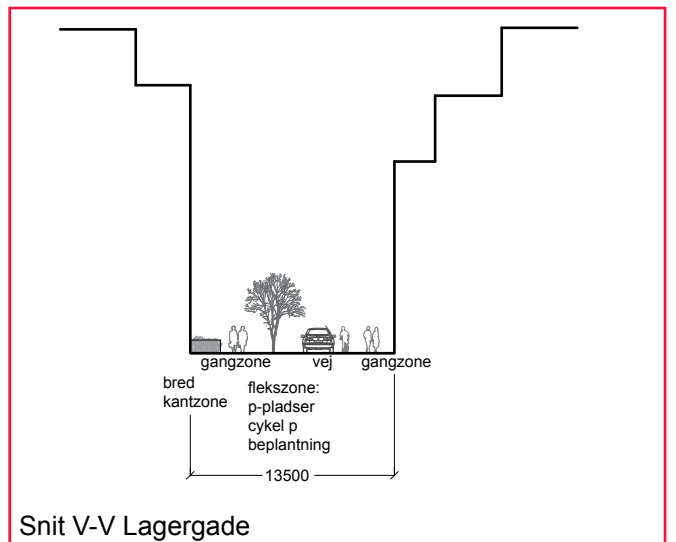 gangzone vej gangzone
bred
kantzone
flekszone:
p-pladser
cykel p
beplantning
13500
Snit V-V Lagergade